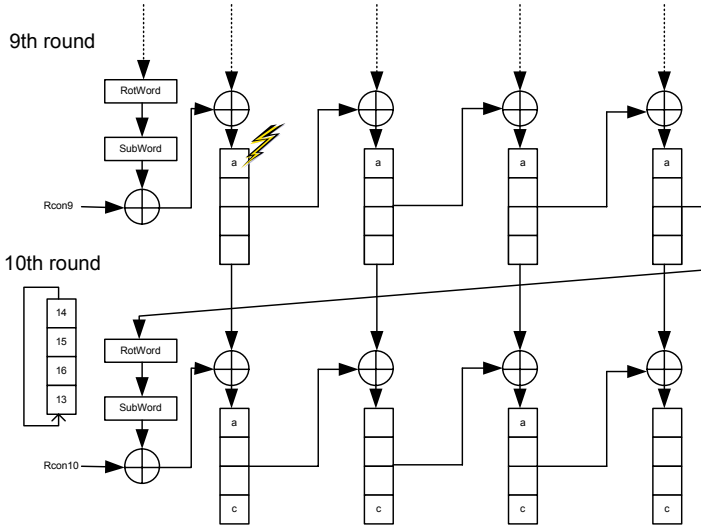 9th round
RotWord
SubWord
a
a
a
a
Rcon9
10th round
14
15
16
13
RotWord
SubWord
a
a
Rcon10
c
c
c
c